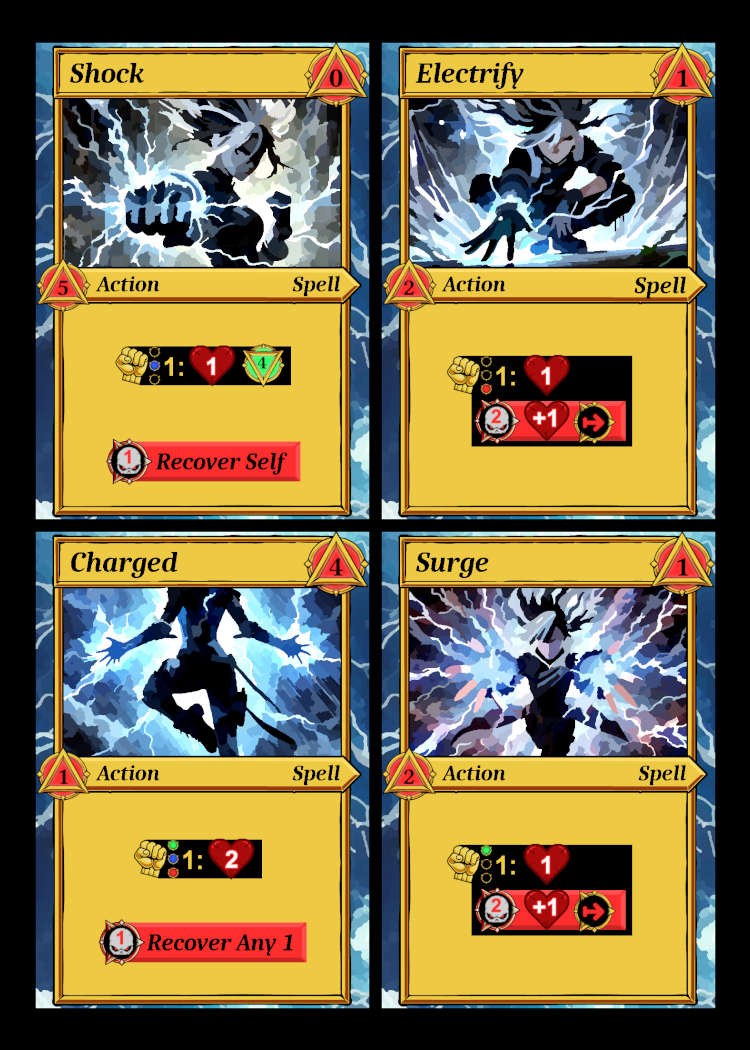 Shock
0
5
Action
Spell
1:
1
4
1
Recover Self
Electrify
1
2
Action
Spell
1:
1
2
+1
Charged
4
1
Action
Spell
1:
2
1
Recover Any 1
Surge
1
2
Action
Spell
1:
1
2
+1